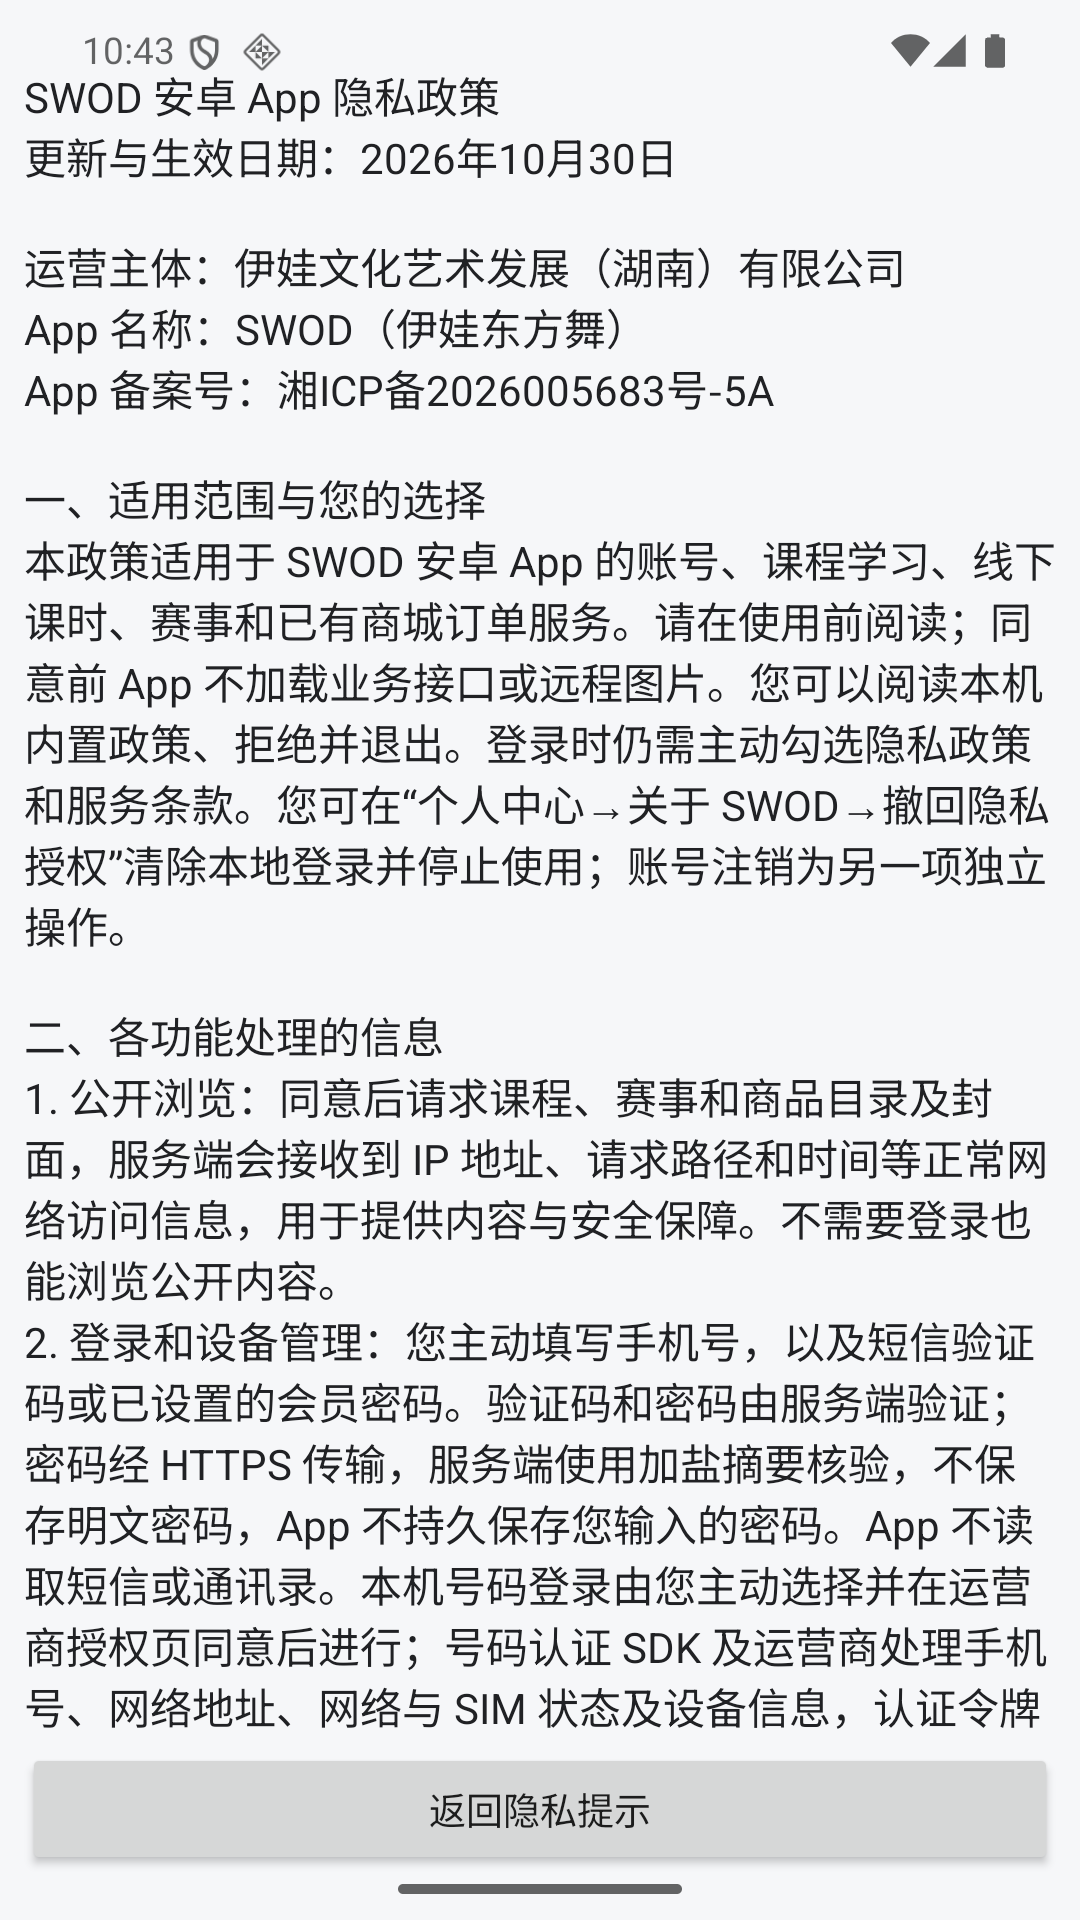 10:43
SWOD 安卓 App 隐私政策
更新与生效日期：2026年10月30日
运营主体：伊娃文化艺术发展（湖南）有限公司
App 名称：SWOD（伊娃东方舞）
App 备案号：湘ICP备2026005683号-5A
一、适用范围与您的选择
本政策适用于 SWOD 安卓 App 的账号、课程学习、线下
课时、赛事和已有商城订单服务。请在使用前阅读；同
意前 App 不加载业务接口或远程图片。您可以阅读本机
内置政策、拒绝并退出。登录时仍需主动勾选隐私政策
和服务条款。您可在“个人中心→关于 SWOD→撤回隐私
授权”清除本地登录并停止使用；账号注销为另一项独立
操作。
二、各功能处理的信息
1. 公开浏览：同意后请求课程、赛事和商品目录及封
面，服务端会接收到 IP 地址、请求路径和时间等正常网
络访问信息，用于提供内容与安全保障。不需要登录也
能浏览公开内容。
2. 登录和设备管理：您主动填写手机号，以及短信验证
码或已设置的会员密码。验证码和密码由服务端验证；
密码经 HTTPS 传输，服务端使用加盐摘要核验，不保
存明文密码，App 不持久保存您输入的密码。App 不读
取短信或通讯录。本机号码登录由您主动选择并在运营
商授权页同意后进行；号码认证 SDK 及运营商处理手机
号、网络地址、网络与 SIM 状态及设备信息，认证令牌
返回隐私提示